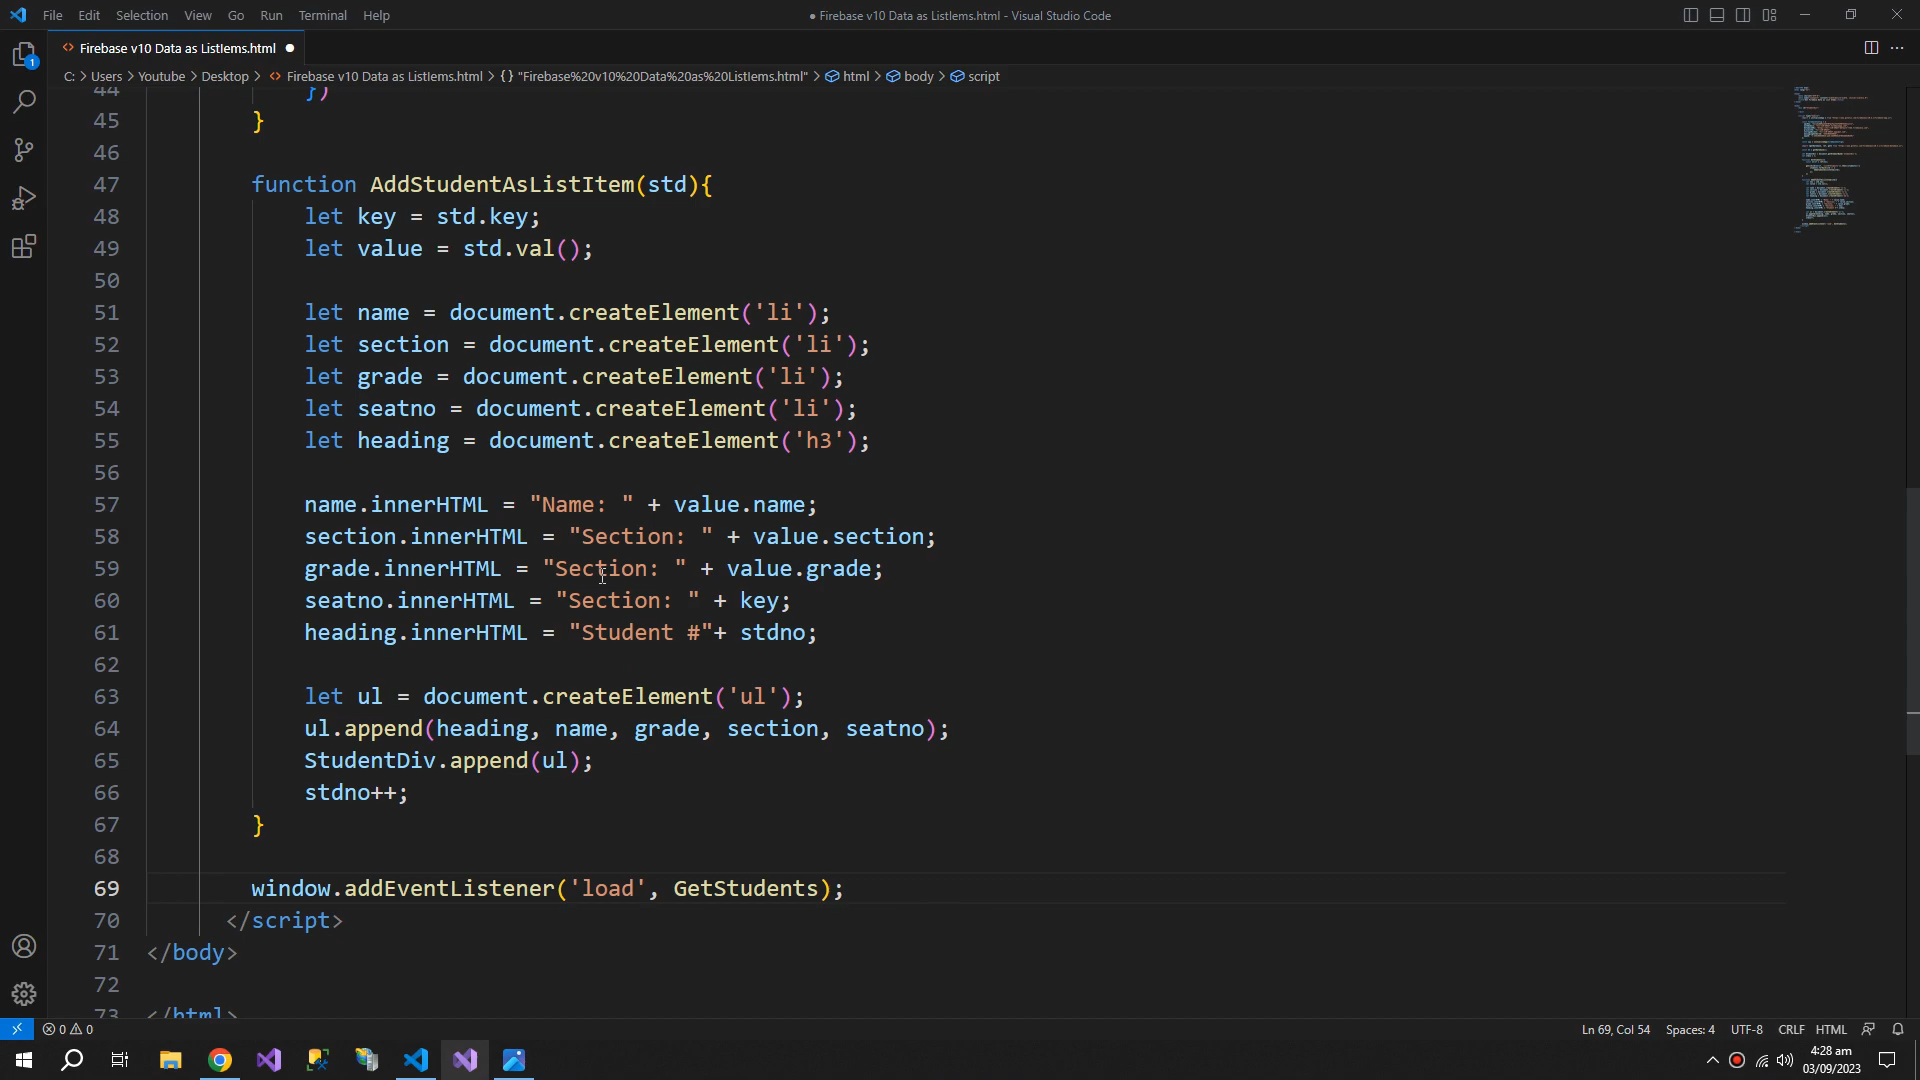 File Edit Selection View Go Run Terminal Help
● Firebase v10 Data as ListIems.html - Visual Studio Code
Firebase v10 Data as ListIems.html ●
C: > Users > Youtube > Desktop > Firebase v10 Data as ListIems.html > {} "Firebase%20v10%20Data%20as%20ListIems.html" > html > body > script
44 })
45 }
46
47 function AddStudentAsListItem(std){
48 let key = std.key;
49 let value = std.val();
50
51 let name = document.createElement('li');
52 let section = document.createElement('li');
53 let grade = document.createElement('li');
54 let seatno = document.createElement('li');
55 let heading = document.createElement('h3');
56
57 name.innerHTML = "Name: " + value.name;
58 section.innerHTML = "Section: " + value.section;
59 grade.innerHTML = "Section: " + value.grade;
60 seatno.innerHTML = "Section: " + key;
61 heading.innerHTML = "Student #"+ stdno;
62
63 let ul = document.createElement('ul');
64 ul.append(heading, name, grade, section, seatno);
65 StudentDiv.append(ul);
66 stdno++;
67 }
68
69 window.addEventListener('load', GetStudents);
70 </script>
71 </body>
72
73 </html>
1
0 0
Ln 69, Col 54 Spaces: 4 UTF-8 CRLF HTML
4:28 am
03/09/2023